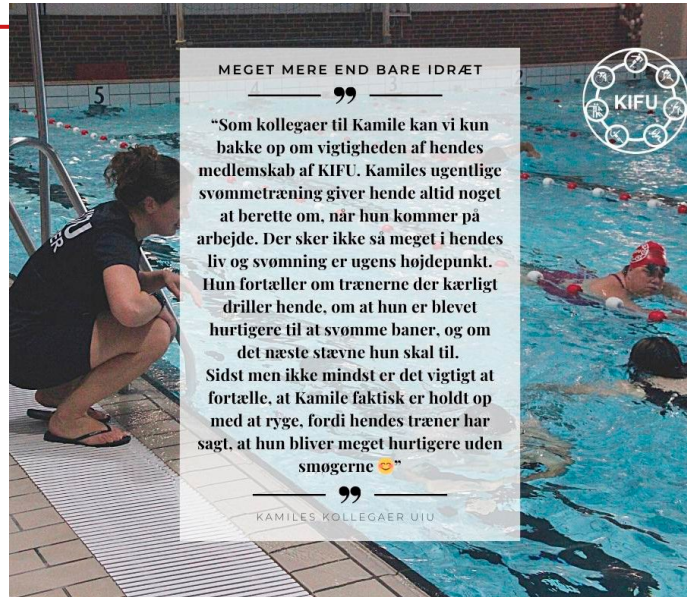 MEGET MERE END BARE IDRÆT
”
“Som kollegaer til Kamile kan vi kun
bakke op om vigtigheden af hendes
medlemskab af KIFU. Kamiles ugentlige
svømmetræning giver hende altid noget
at berette om, når hun kommer på
arbejde. Der sker ikke så meget i hendes
liv og svømning er ugens højdepunkt.
Hun fortæller om trænerne der kærligt
driller hende, om at hun er blevet
hurtigere til at svømme baner, og om
det næste stævne hun skal til.
Sidst men ikke mindst er det vigtigt at
fortælle, at Kamile faktisk er holdt op
med at ryge, fordi hendes træner har
sagt, at hun bliver meget hurtigere uden
smøgerne 😊”
”
KAMILES KOLLEGAER UIU
KIFU
5
4
3
2